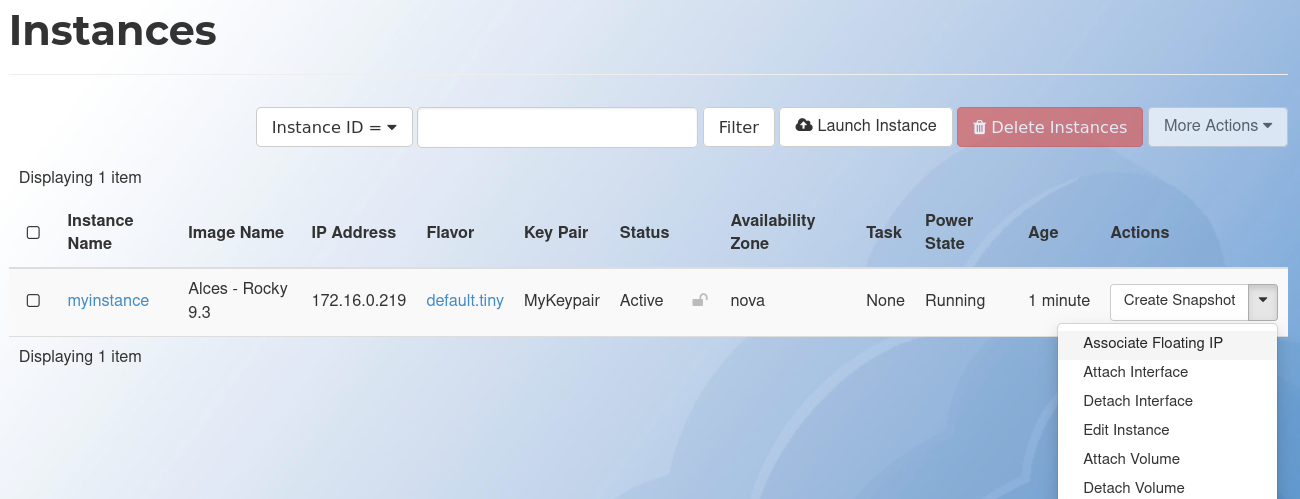 Instances
Instance ID = Filter Launch Instance Delete Instances More Actions
Displaying 1 item
Instance Name Image Name IP Address Flavor Key Pair Status Availability Zone Task Power State Age Actions
myinstance Alces - Rocky 9.3 172.16.0.219 default.tiny MyKeypair Active nova None Running 1 minute Create Snapshot
Displaying 1 item
Associate Floating IP
Attach Interface
Detach Interface
Edit Instance
Attach Volume
Detach Volume